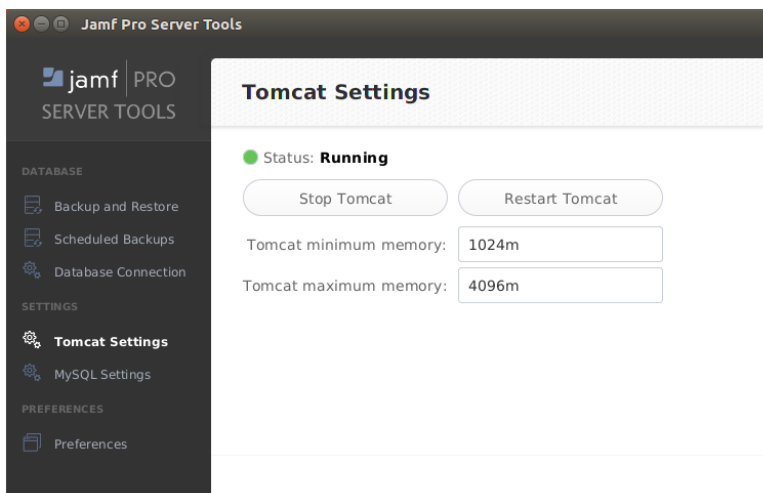 Jamf Pro Server Tools
jamf PRO
SERVER TOOLS
DATABASE
Backup and Restore
Scheduled Backups
Database Connection
SETTINGS
Tomcat Settings
MySQL Settings
PREFERENCES
Preferences
Tomcat Settings
Status: Running
Stop Tomcat Restart Tomcat
Tomcat minimum memory: 1024m
Tomcat maximum memory: 4096m